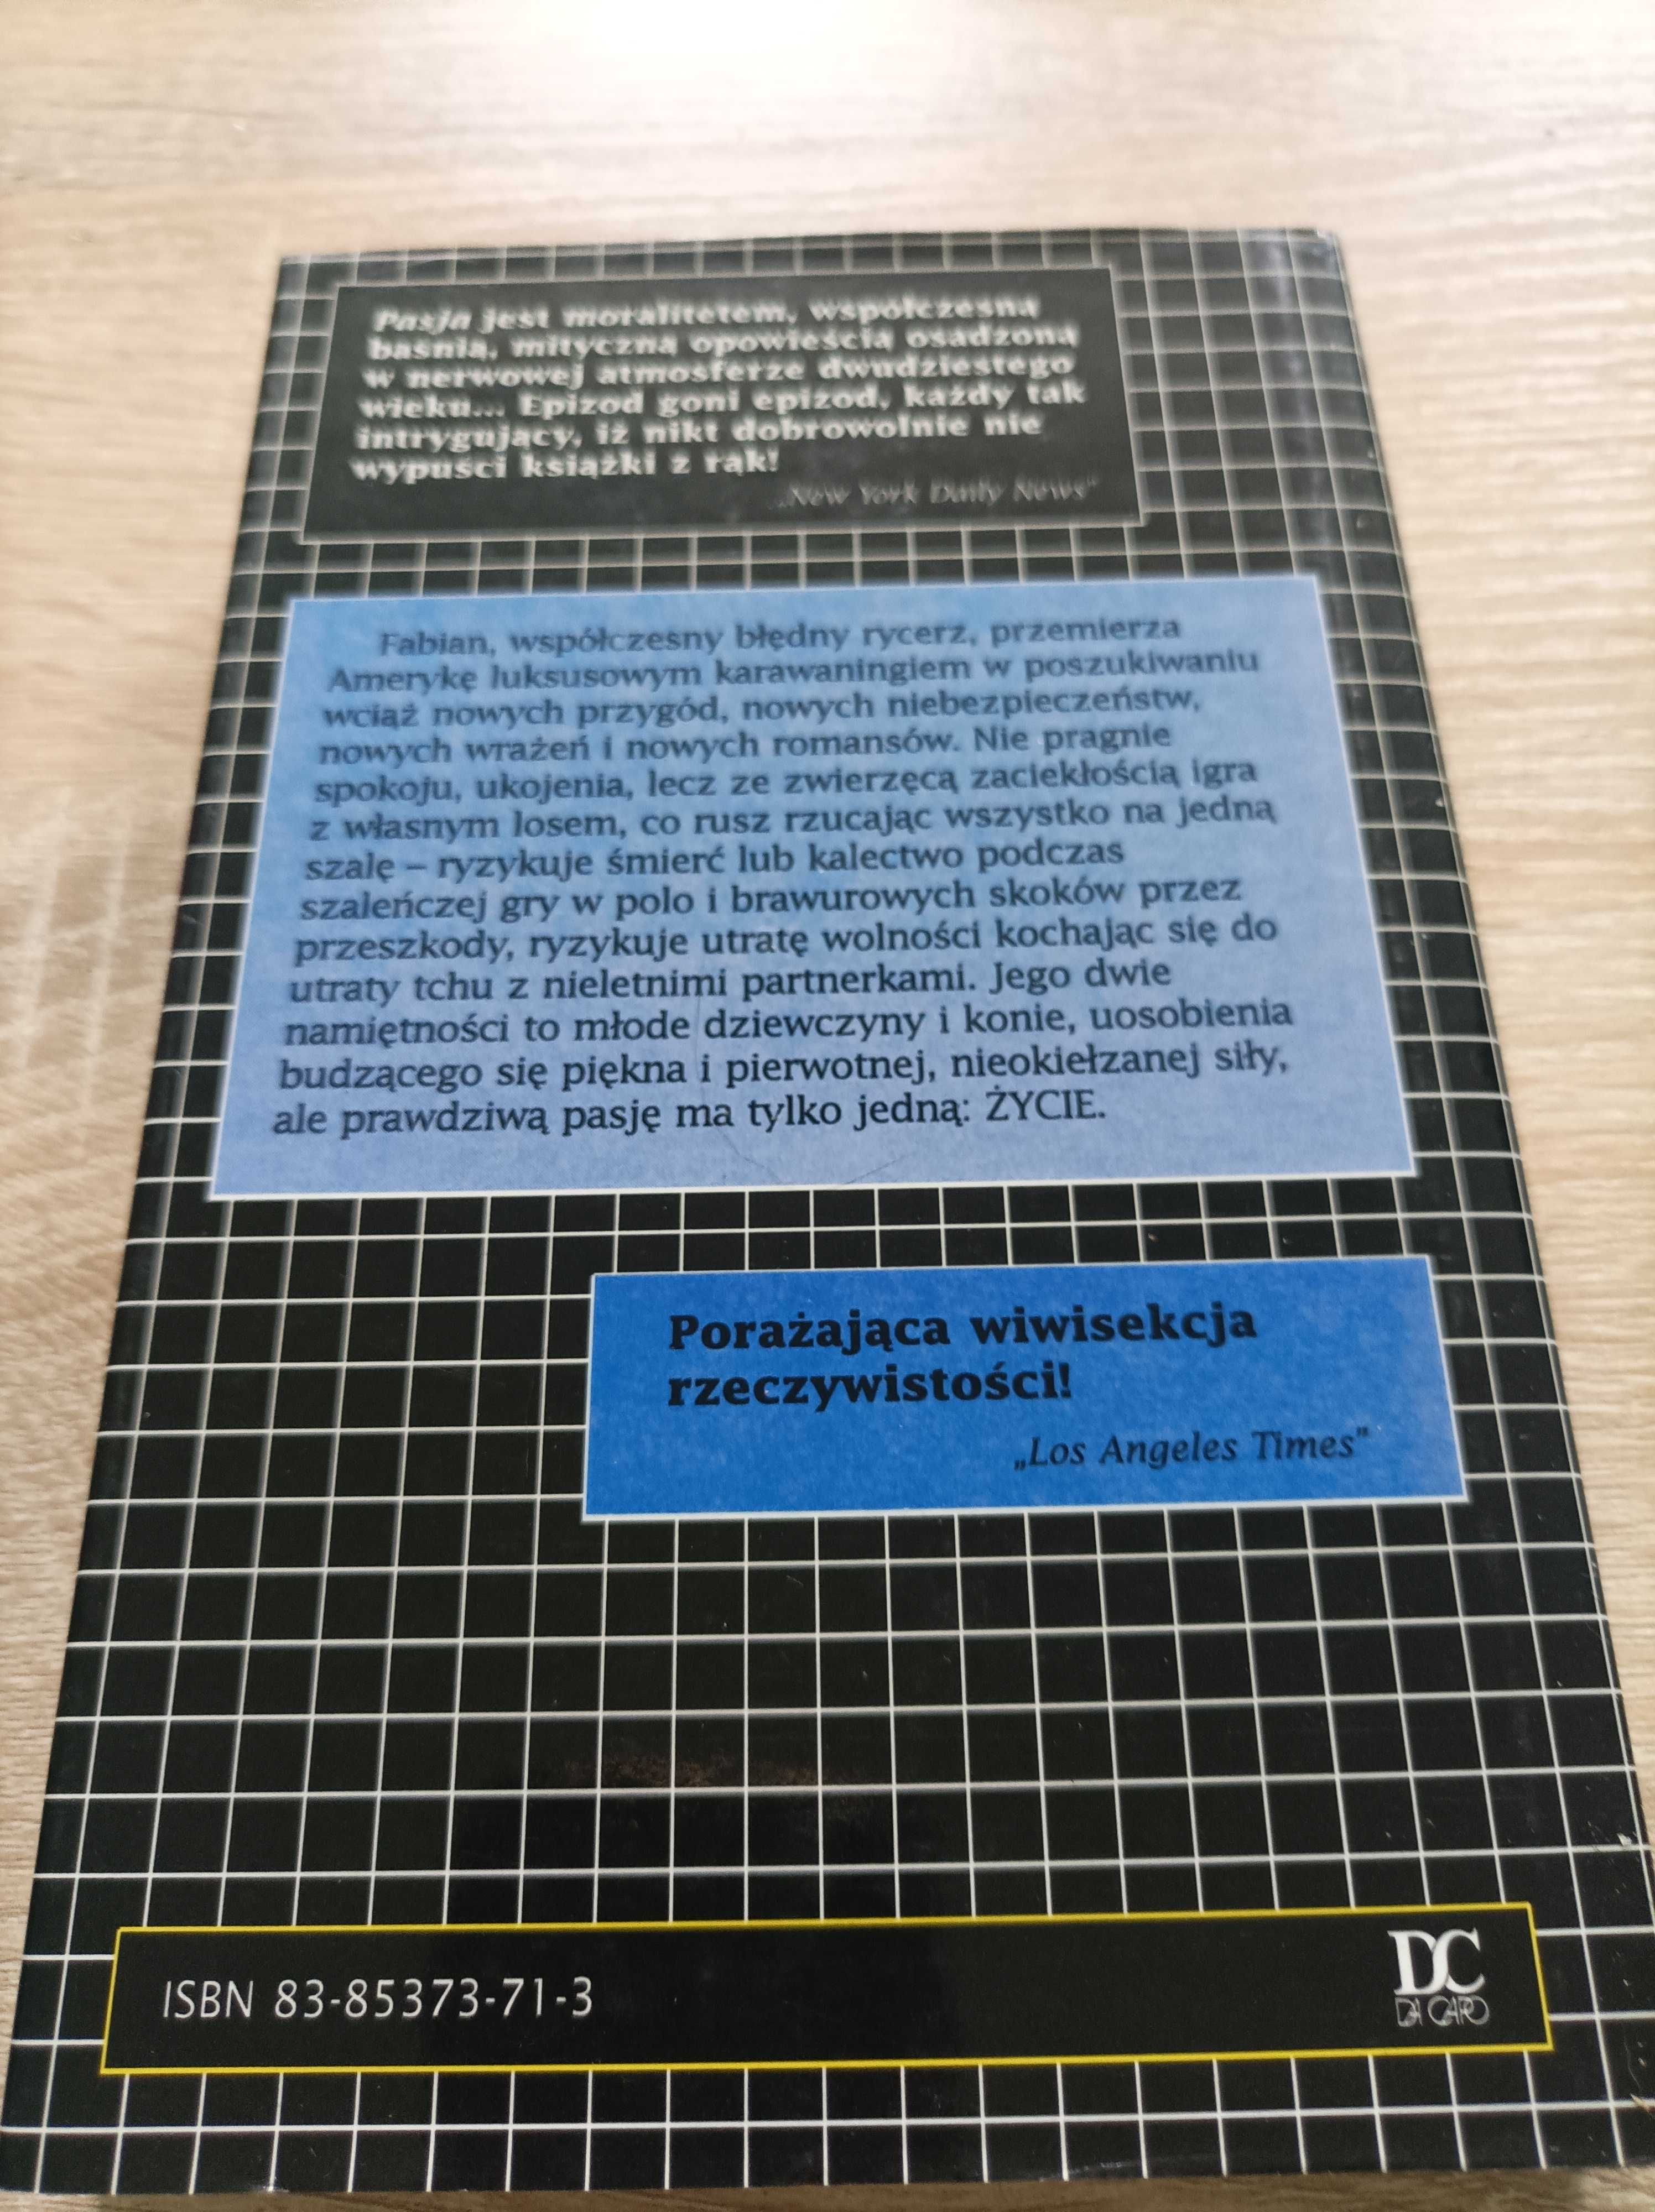 Pasja jest moralitetem, współczesną
baśnią, mityczną opowieścią osadzoną
w nerwowej atmosferze dwudziestego
wieku... Epizod goni epizod, każdy tak
intrygujący, iż nikt dobrowolnie nie
wypuści książki z rąk!
„New York Daily News"
Fabian, współczesny błędny rycerz, przemierza
Amerykę luksusowym karawaningiem w poszukiwaniu
wciąż nowych przygód, nowych niebezpieczeństw,
nowych wrażeń i nowych romansów. Nie pragnie
spokoju, ukojenia, lecz ze zwierzęcą zaciekłością igra
z własnym losem, co rusz rzucając wszystko na jedną
szalę – ryzykuje śmierć lub kalectwo podczas
szaleńczej gry w polo i brawurowych skoków przez
przeszkody, ryzykuje utratę wolności kochając się do
utraty tchu z nieletnimi partnerkami. Jego dwie
namiętności to młode dziewczyny i konie, uosobienia
budzącego się piękna i pierwotnej, nieokiełzanej siły,
ale prawdziwą pasję ma tylko jedną: ŻYCIE.
Porażająca wiwisekcja
rzeczywistości!
„Los Angeles Times"
ISBN 83-85373-71-3
DC
DA CAPO